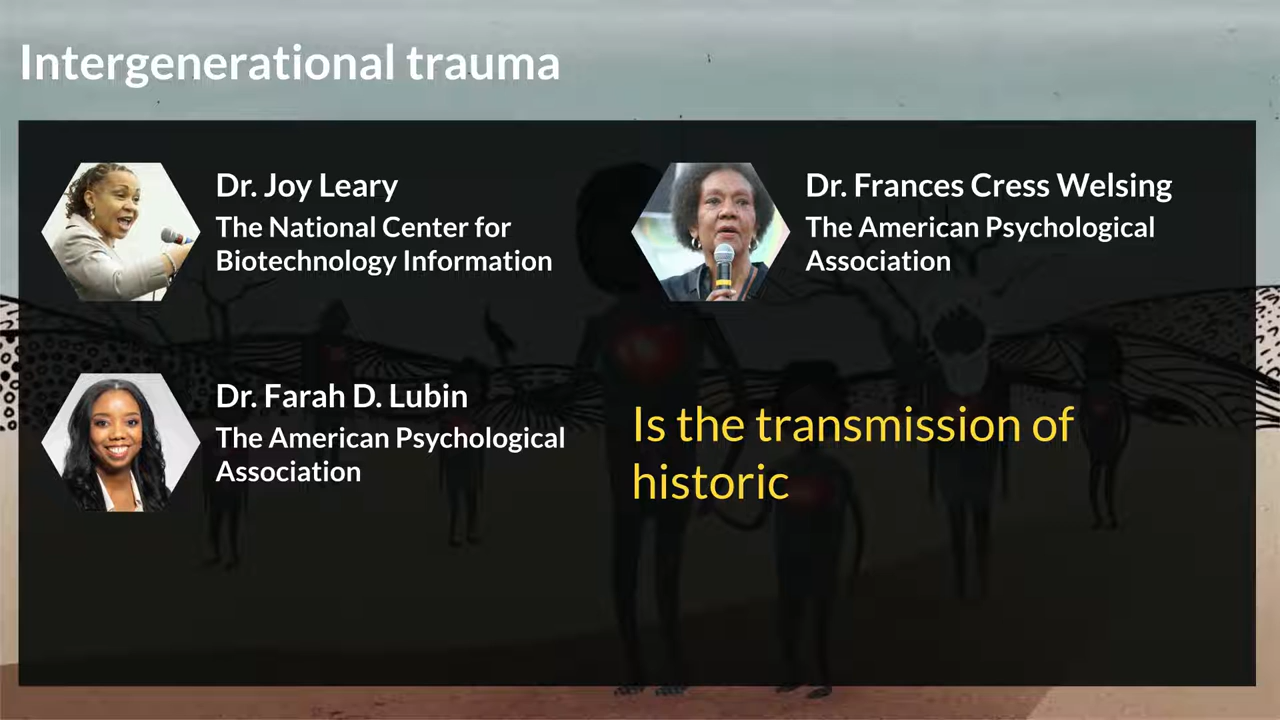 Intergenerational trauma
Dr. Joy Leary
The National Center for
Biotechnology Information
Dr. Frances Cress Welsing
The American Psychological
Association
Dr. Farah D. Lubin
The American Psychological
Association
Is the transmission of
historic